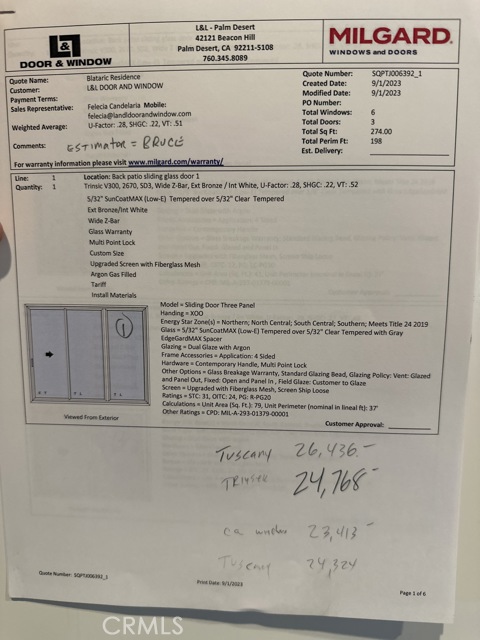 L&L
DOOR & WINDOW
L&L - Palm Desert
42121 Beacon Hill
Palm Desert, CA 92211-5108
760.345.8089
MILGARD.
WINDOWS and DOORS
Quote Name: Blataric Residence
Customer: L&L DOOR AND WINDOW
Payment Terms:
Sales Representative: Felecia Candelaria Mobile:
felecia@landldoorandwindow.com
Weighted Average: U-Factor: .28, SHGC: .22, VT: .51
Comments: ESTIMATOR = BRUCE
For warranty information please visit www.milgard.com/warranty/
Quote Number: SQPTJ006392_1
Created Date: 9/1/2023
Modified Date: 9/1/2023
PO Number:
Total Windows: 6
Total Doors: 3
Total Sq Ft: 274.00
Total Perim Ft: 198
Est. Delivery:
Line: 1 Location: Back patio sliding glass door 1
Quantity: 1 Trinsic V300, 2670, SD3, Wide Z-Bar, Ext Bronze / Int White, U-Factor: .28, SHGC: .22, VT: .52
5/32" SunCoatMAX (Low-E) Tempered over 5/32" Clear Tempered
Ext Bronze/Int White
Wide Z-Bar
Glass Warranty
Multi Point Lock
Custom Size
Upgraded Screen with Fiberglass Mesh
Argon Gas Filled
Tariff
Install Materials
1
Viewed From Exterior
Model = Sliding Door Three Panel
Handing = XOO
Energy Star Zone(s) = Northern; North Central; South Central; Southern; Meets Title 24 2019
Glass = 5/32" SunCoatMAX (Low-E) Tempered over 5/32" Clear Tempered with Gray
EdgeGardMAX Spacer
Glazing = Dual Glaze with Argon
Frame Accessories = Application: 4 Sided
Hardware = Contemporary Handle, Multi Point Lock
Other Options = Glass Breakage Warranty, Standard Glazing Bead, Glazing Policy: Vent: Glazed
and Panel Out, Fixed: Open and Panel In , Field Glaze: Customer to Glaze
Screen = Upgraded with Fiberglass Mesh, Screen Ship Loose
Ratings = STC: 31, OITC: 24, PG: R-PG20
Calculations = Unit Area (Sq. Ft.): 79, Unit Perimeter (nominal in lineal ft): 37'
Other Ratings = CPD: MIL-A-293-01379-00001
Customer Approval:
Tuscany 26,436.-
24,768-
ca window 23,413-
Tuscany 24,324
Quote Number: SQPTJ006392_1
Print Date: 9/1/2023
Page 1 of 6
CRMLS